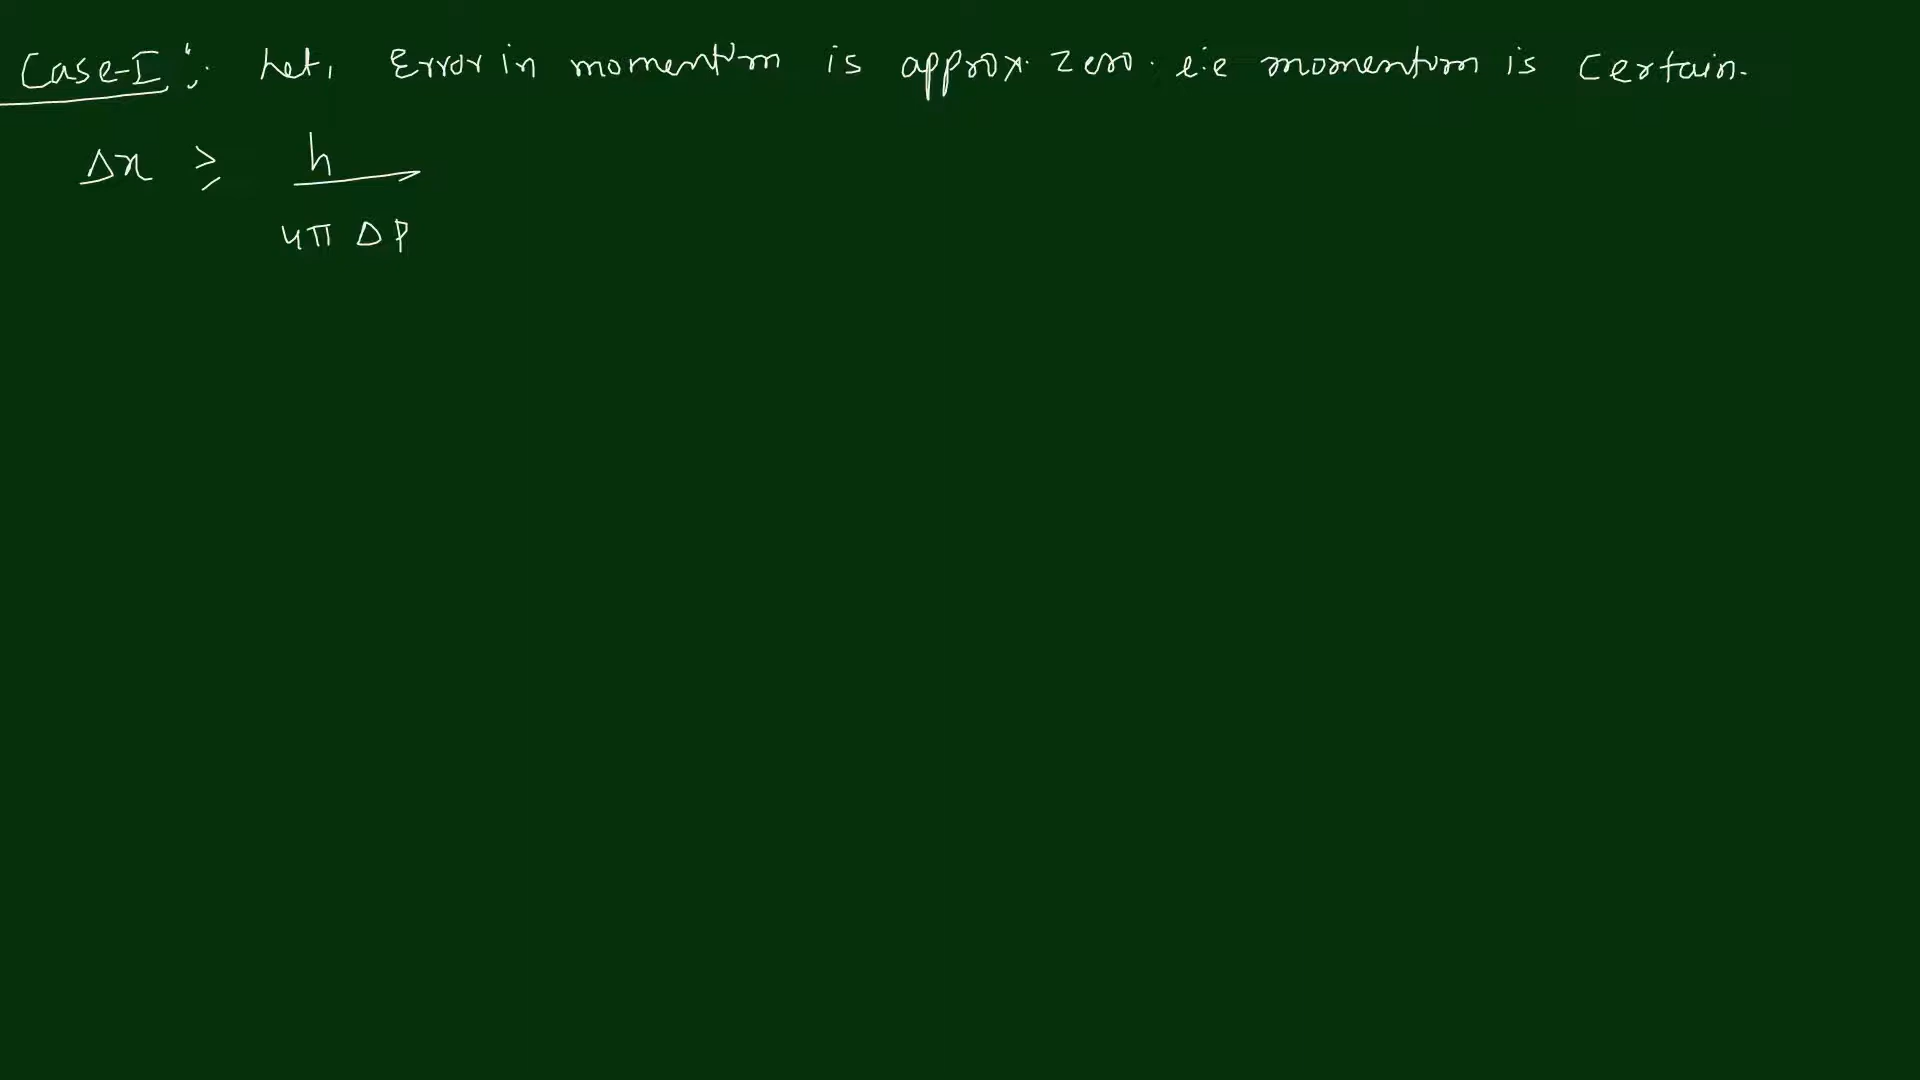 Case-I : Let, Error in momentum is approx. Zero. i.e momentum is Certain.
Δx ≥ h
4π ΔP